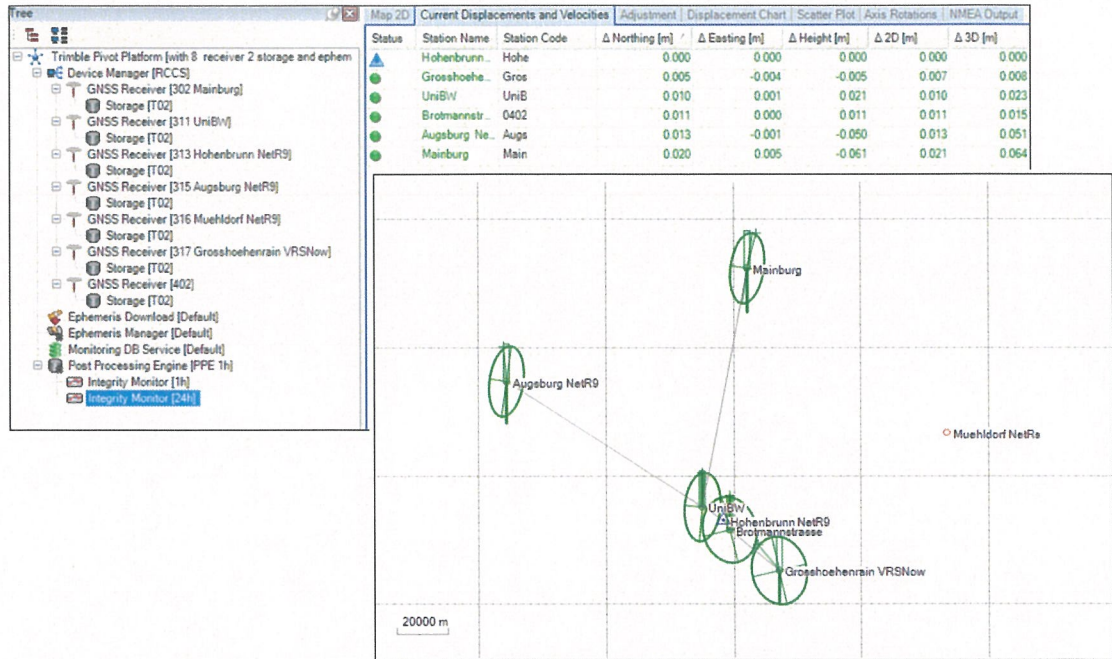 Tree
Trimble Pivot Platform [with 8 receiver 2 storage and ephem
Device Manager [RCCS]
GNSS Receiver [302 Mainburg]
Storage [T02]
GNSS Receiver [311 UniBW]
Storage [T02]
GNSS Receiver [313 Hohenbrunn NetR9]
Storage [T02]
GNSS Receiver [315 Augsburg NetR9]
Storage [T02]
GNSS Receiver [316 Muehldorf NetR9]
Storage [T02]
GNSS Receiver [317 Grosshoehenrain VRSNow]
Storage [T02]
GNSS Receiver [402]
Storage [T02]
Ephemeris Download [Default]
Ephemeris Manager [Default]
Monitoring DB Service [Default]
Post Processing Engine [PPE 1h]
Integrity Monitor [1h]
Integrity Monitor [24h]
Map 2D Current Displacements and Velocities Adjustment Displacement Chart Scatter Plot Axis Rotations NMEA Output
Status Station Name Station Code Δ Northing [m] Δ Easting [m] Δ Height [m] Δ 2D [m] Δ 3D [m]
Hohenbrunn... Hohe 0.000 0.000 0.000 0.000 0.000
Grosshoehe... Gros 0.005 -0.004 -0.005 0.007 0.008
UniBW UniB 0.010 0.001 0.021 0.010 0.023
Brotmannstr... 0402 0.011 0.000 0.011 0.011 0.015
Augsburg Ne... Augs 0.013 -0.001 -0.050 0.013 0.051
Mainburg Main 0.020 0.005 -0.061 0.021 0.064
Mainburg
Augsburg NetR9
Muehldorf NetRs
UniBW
Hohenbrunn NetR9
Brotmannstrasse
Grosshoehenrain VRSNow
20000 m